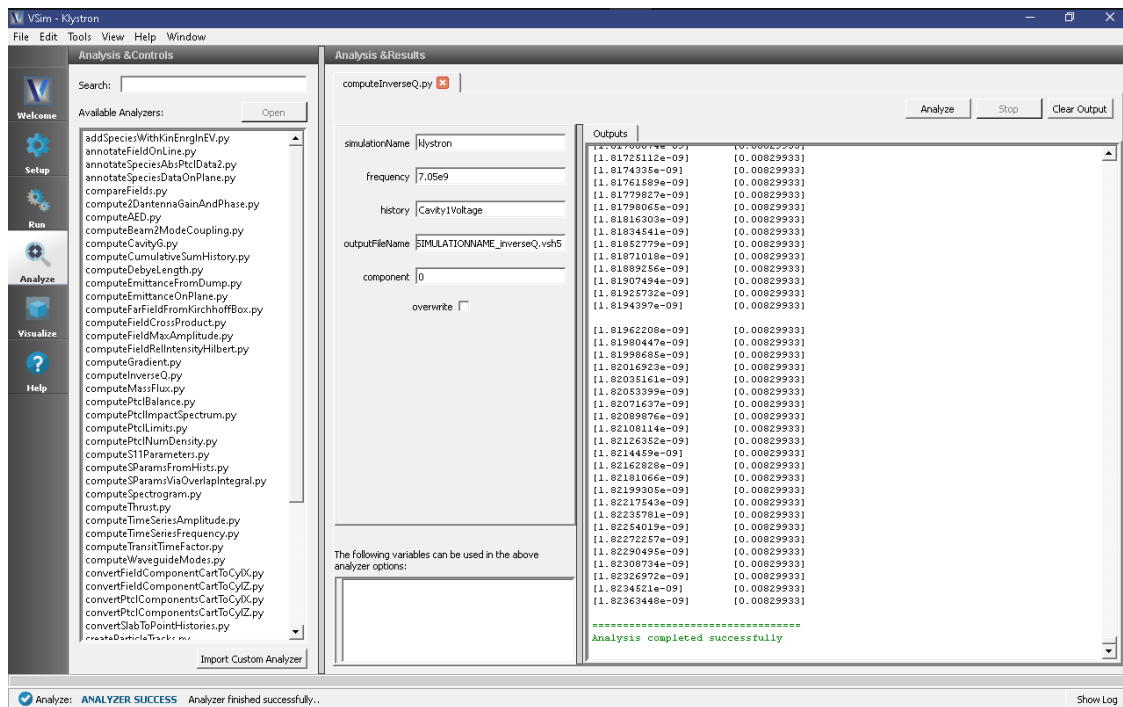 VSim - Klystron
File Edit Tools View Help Window
Analysis &Controls
Analysis &Results
Welcome
Setup
Run
Analyze
Visualize
Help
Search:
Available Analyzers:
Open
addSpeciesWithKinEnrgInEV.py
annotateFieldOnLine.py
annotateSpeciesAbsPtclData2.py
annotateSpeciesDataOnPlane.py
compareFields.py
compute2DantennaGainAndPhase.py
computeAED.py
computeBeam2ModeCoupling.py
computeCavityG.py
computeCumulativeSumHistory.py
computeDebyeLength.py
computeEmittanceFromDump.py
computeEmittanceOnPlane.py
computeFarFieldFromKirchhoffBox.py
computeFieldCrossProduct.py
computeFieldMaxAmplitude.py
computeFieldRelIntensityHilbert.py
computeGradient.py
computeInverseQ.py
computeMassFlux.py
computePtclBalance.py
computePtclImpactSpectrum.py
computePtclLimits.py
computePtclNumDensity.py
computeS11Parameters.py
computeSParamsFromHists.py
computeSParamsViaOverlapIntegral.py
computeSpectrogram.py
computeThrust.py
computeTimeSeriesAmplitude.py
computeTimeSeriesFrequency.py
computeTransitTimeFactor.py
computeWaveguideModes.py
convertFieldComponentCartToCylX.py
convertFieldComponentCartToCylZ.py
convertPtclComponentsCartToCylX.py
convertPtclComponentsCartToCylZ.py
convertSlabToPointHistories.py
createParticleTracks.py
Import Custom Analyzer
computeInverseQ.py
Analyze
Stop
Clear Output
simulationName klystron
frequency 7.05e9
history Cavity1Voltage
outputFileName SIMULATIONNAME_inverseQ.vsh5
component 0
overwrite
The following variables can be used in the above
analyzer options:
Outputs
[1.81725112e-09] [0.00829933]
[1.8174335e-09] [0.00829933]
[1.81761589e-09] [0.00829933]
[1.81779827e-09] [0.00829933]
[1.81798065e-09] [0.00829933]
[1.81816303e-09] [0.00829933]
[1.81834541e-09] [0.00829933]
[1.81852779e-09] [0.00829933]
[1.81871018e-09] [0.00829933]
[1.81889256e-09] [0.00829933]
[1.81907494e-09] [0.00829933]
[1.81925732e-09] [0.00829933]
[1.8194397e-09] [0.00829933]
[1.81962208e-09] [0.00829933]
[1.81980447e-09] [0.00829933]
[1.81998685e-09] [0.00829933]
[1.82016923e-09] [0.00829933]
[1.82035161e-09] [0.00829933]
[1.82053399e-09] [0.00829933]
[1.82071637e-09] [0.00829933]
[1.82089876e-09] [0.00829933]
[1.82108114e-09] [0.00829933]
[1.82126352e-09] [0.00829933]
[1.8214459e-09] [0.00829933]
[1.82162828e-09] [0.00829933]
[1.82181066e-09] [0.00829933]
[1.82199305e-09] [0.00829933]
[1.82217543e-09] [0.00829933]
[1.82235781e-09] [0.00829933]
[1.82254019e-09] [0.00829933]
[1.82272257e-09] [0.00829933]
[1.82290495e-09] [0.00829933]
[1.82308734e-09] [0.00829933]
[1.82326972e-09] [0.00829933]
[1.8234521e-09] [0.00829933]
[1.82363448e-09] [0.00829933]
==================================
Analysis completed successfully
Analyze: ANALYZER SUCCESS Analyzer finished successfully..
Show Log